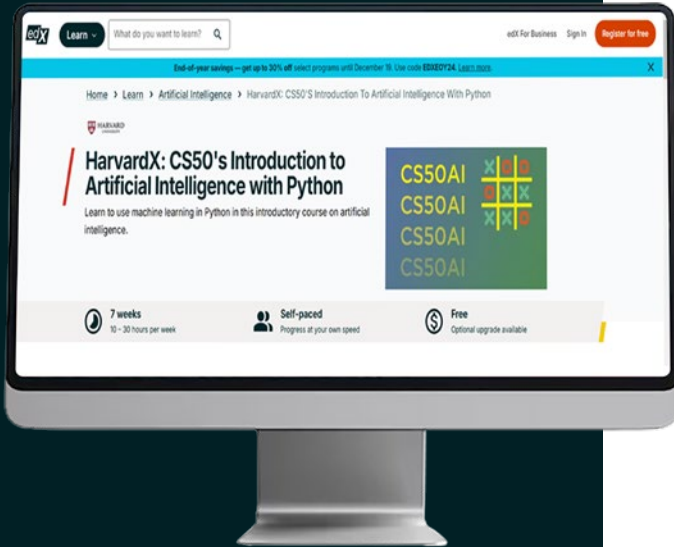 edX
Learn
What do you want to learn?
edX For Business Sign In Register for free
End-of-year savings — get up to 30% off select programs until December 18. Use code EDXEOY24. Learn more. X
Home > Learn > Artificial Intelligence > HarvardX: CS50'S Introduction To Artificial Intelligence With Python
HARVARD
UNIVERSITY
HarvardX: CS50's Introduction to
Artificial Intelligence with Python
Learn to use machine learning in Python in this introductory course on artificial
intelligence.
CS50AI
CS50AI
CS50AI
CS50AI
X O O
O X X
X X O
7 weeks
10 – 30 hours per week
Self-paced
Progress at your own speed
Free
Optional upgrade available